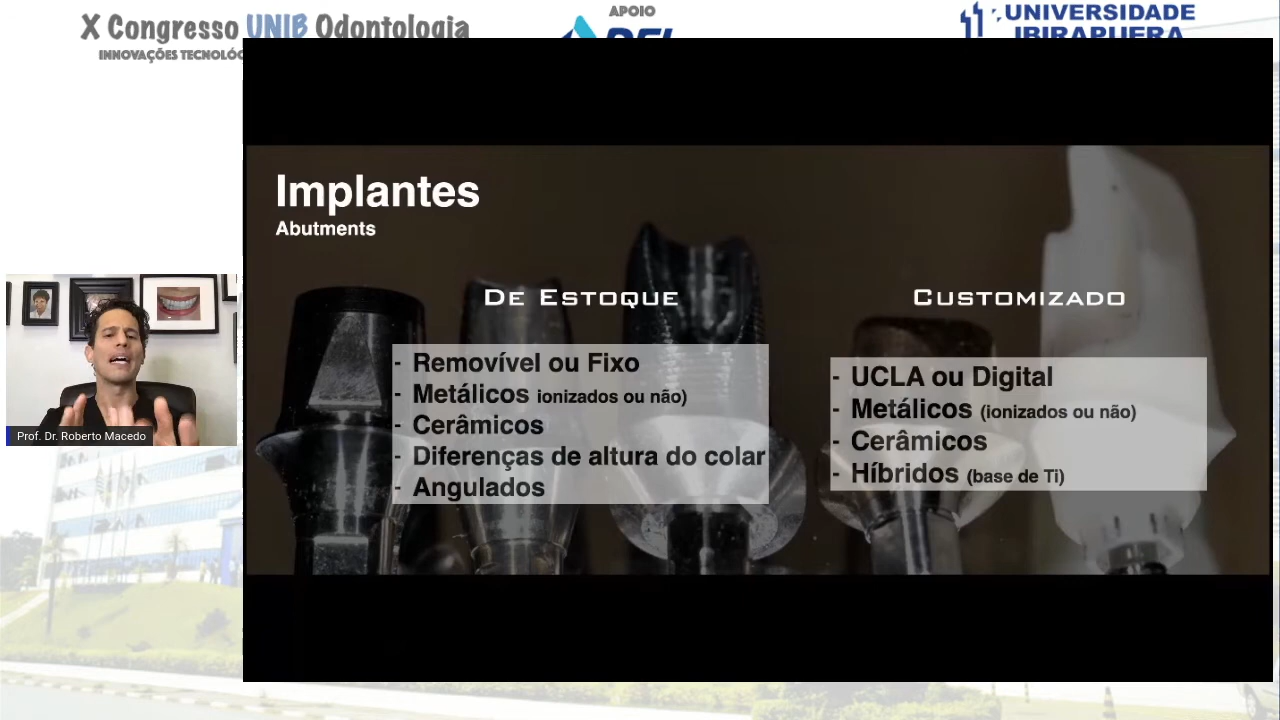 X Congresso UNIB Odontologia
APOIO
UNIVERSIDADE
IBIRAPUERA
Implantes
Abutments
De Estoque
- Removível ou Fixo
- Metálicos ionizados ou não)
- Cerâmicos
- Diferenças de altura do colar
- Angulados
Customizado
- UCLA ou Digital
- Metálicos (ionizados ou não)
- Cerâmicos
- Híbridos (base de Ti)
Prof. Dr. Roberto Macedo